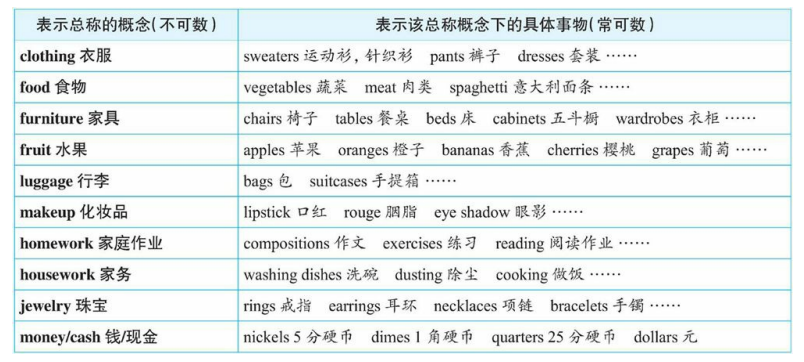 表示总称的概念(不可数) 表示该总称概念下的具体事物(常可数)
clothing 衣服 sweaters 运动衫, 针织衫 pants 裤子 dresses 套装 ……
food 食物 vegetables 蔬菜 meat 肉类 spaghetti 意大利面条 ……
furniture 家具 chairs 椅子 tables 餐桌 beds 床 cabinets 五斗橱 wardrobes 衣柜 ……
fruit 水果 apples 苹果 oranges 橙子 bananas 香蕉 cherries 樱桃 grapes 葡萄 ……
luggage 行李 bags 包 suitcases 手提箱 ……
makeup 化妆品 lipstick 口红 rouge 胭脂 eye shadow 眼影 ……
homework 家庭作业 compositions 作文 exercises 练习 reading 阅读作业 ……
housework 家务 washing dishes 洗碗 dusting 除尘 cooking 做饭 ……
jewelry 珠宝 rings 戒指 earrings 耳环 necklaces 项链 bracelets 手镯 ……
money/cash 钱/现金 nickels 5 分硬币 dimes 1 角硬币 quarters 25 分硬币 dollars 元